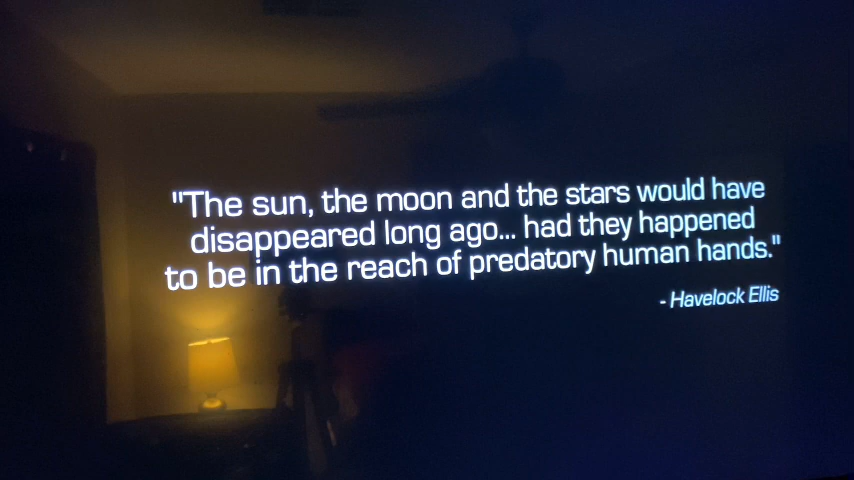 "The sun, the moon and the stars would have
disappeared long ago... had they happened
to be in the reach of predatory human hands."
- Havelock Ellis